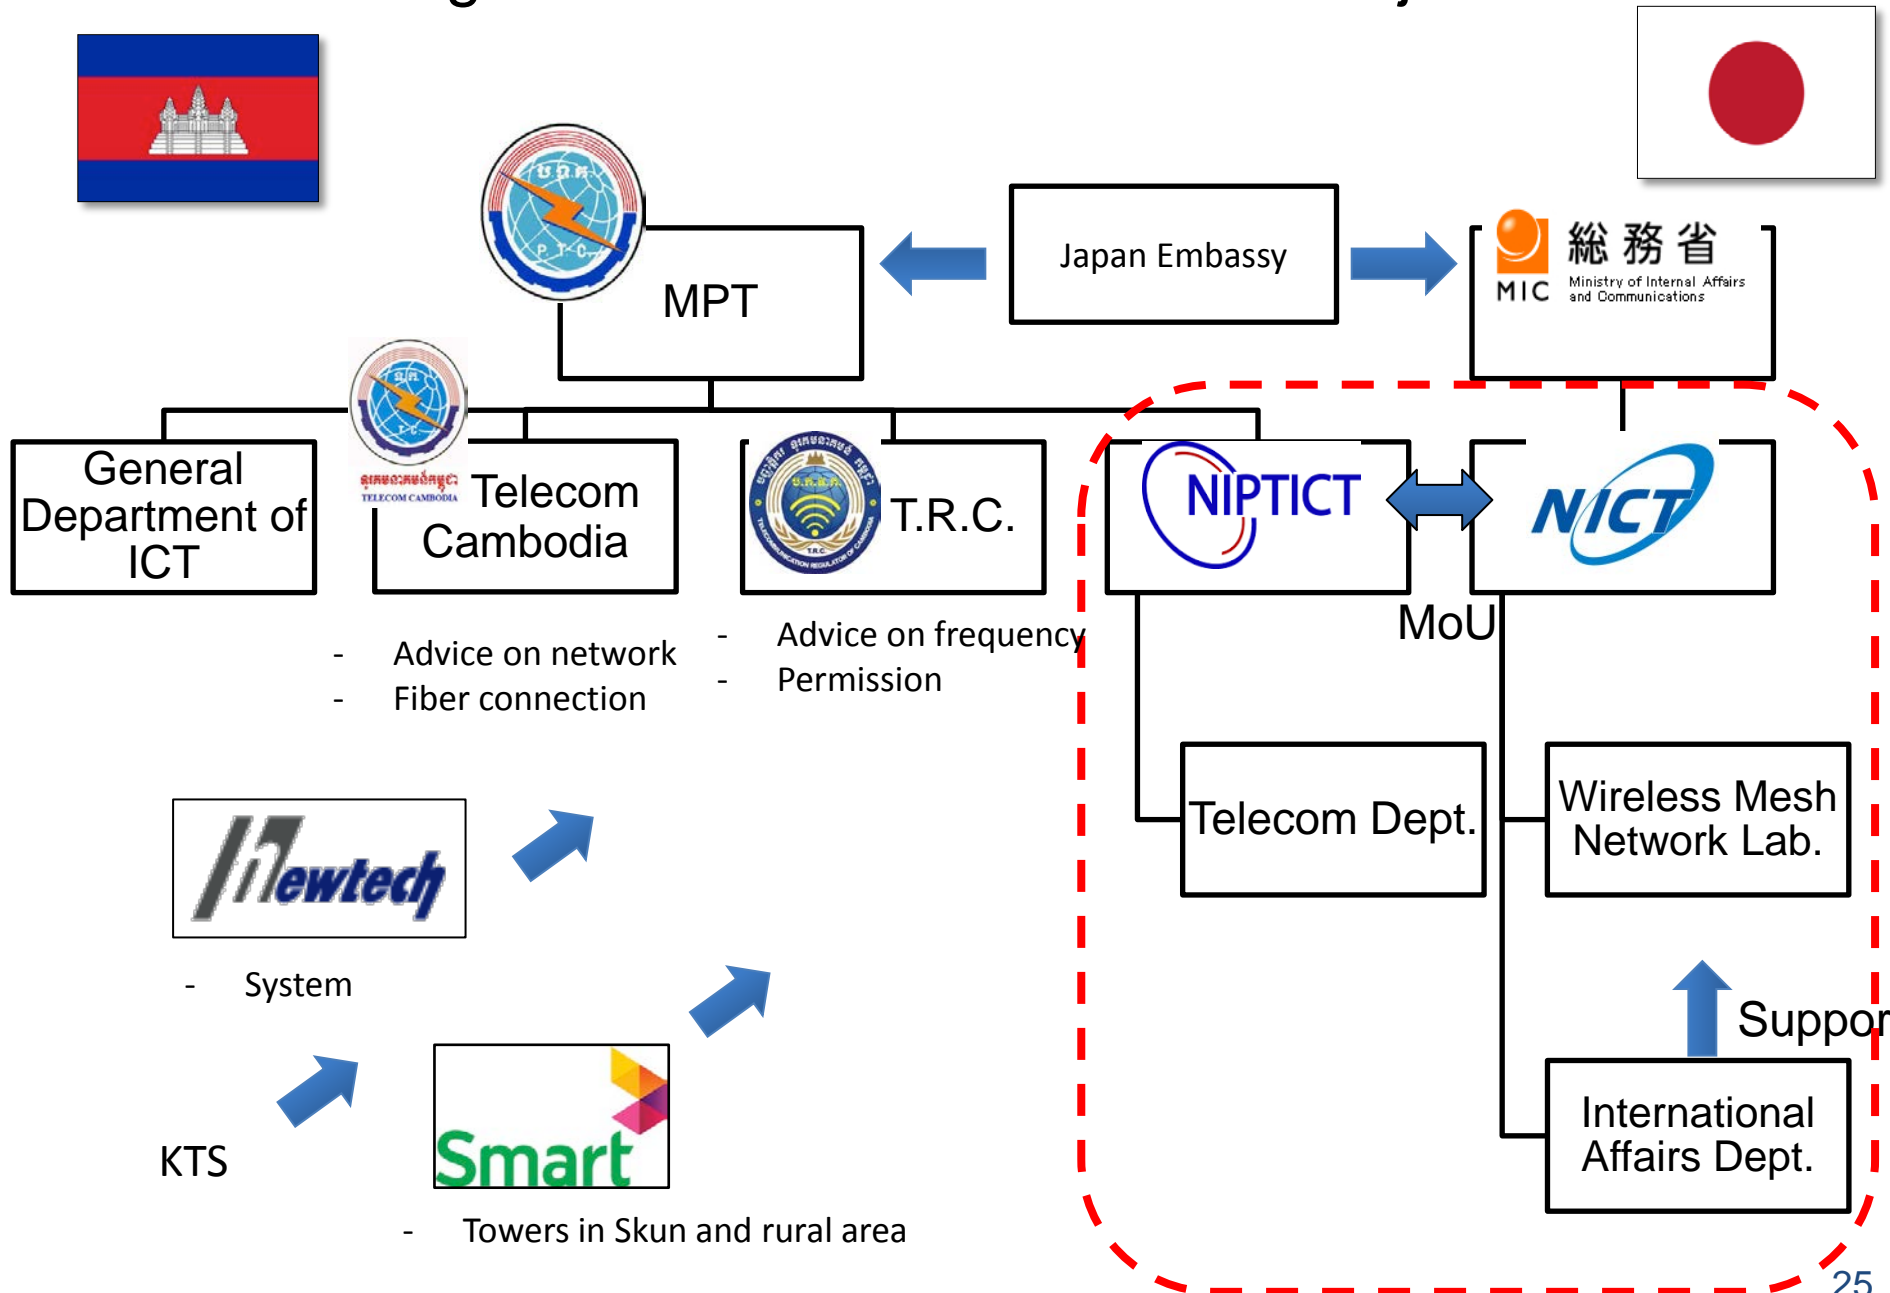 Japan Embassy
MPT
P.T.C.
総務省
MIC
Ministry of Internal Affairs
and Communications
General
Department of
ICT
TELECOM CAMBODIA
Telecom
Cambodia
T.R.C.
T.R.C.
NIPTICT
NICT
MoU
- Advice on network
- Fiber connection
- Advice on frequency
- Permission
Telecom Dept.
Wireless Mesh
Network Lab.
newtech
- System
Suppor
KTS
Smart
International
Affairs Dept.
- Towers in Skun and rural area
25